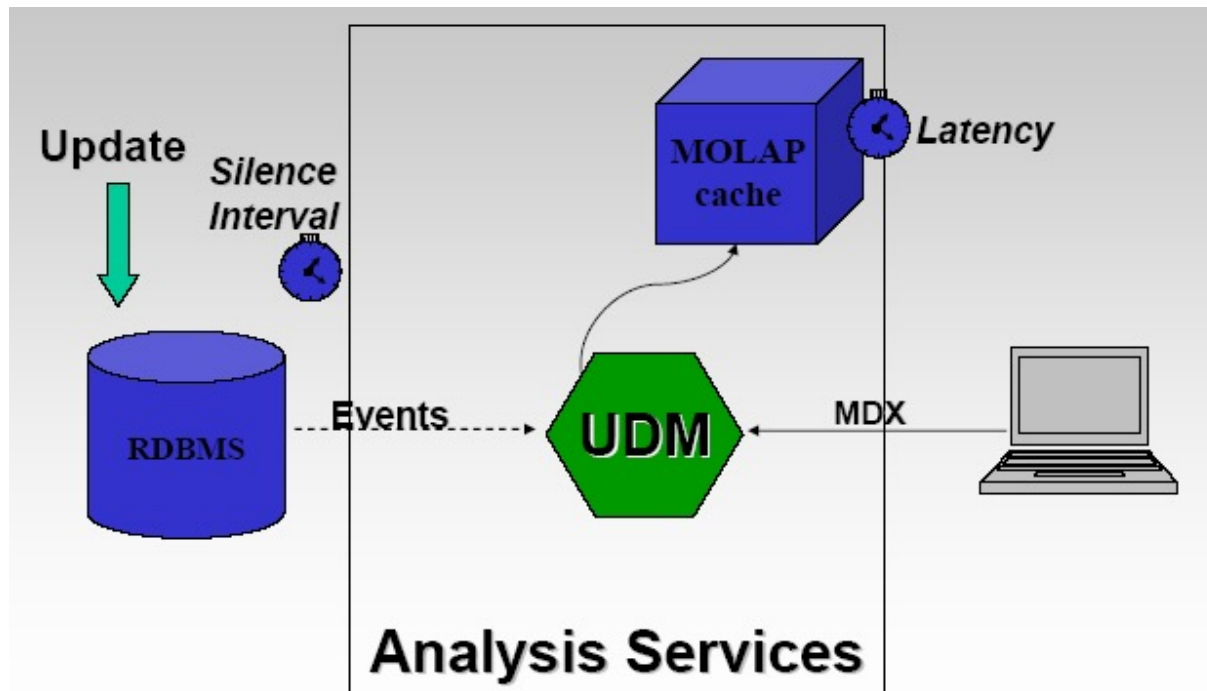 Update
Silence
Interval
MOLAP
cache
Latency
RDBMS
Events
UDM
MDX
Analysis Services